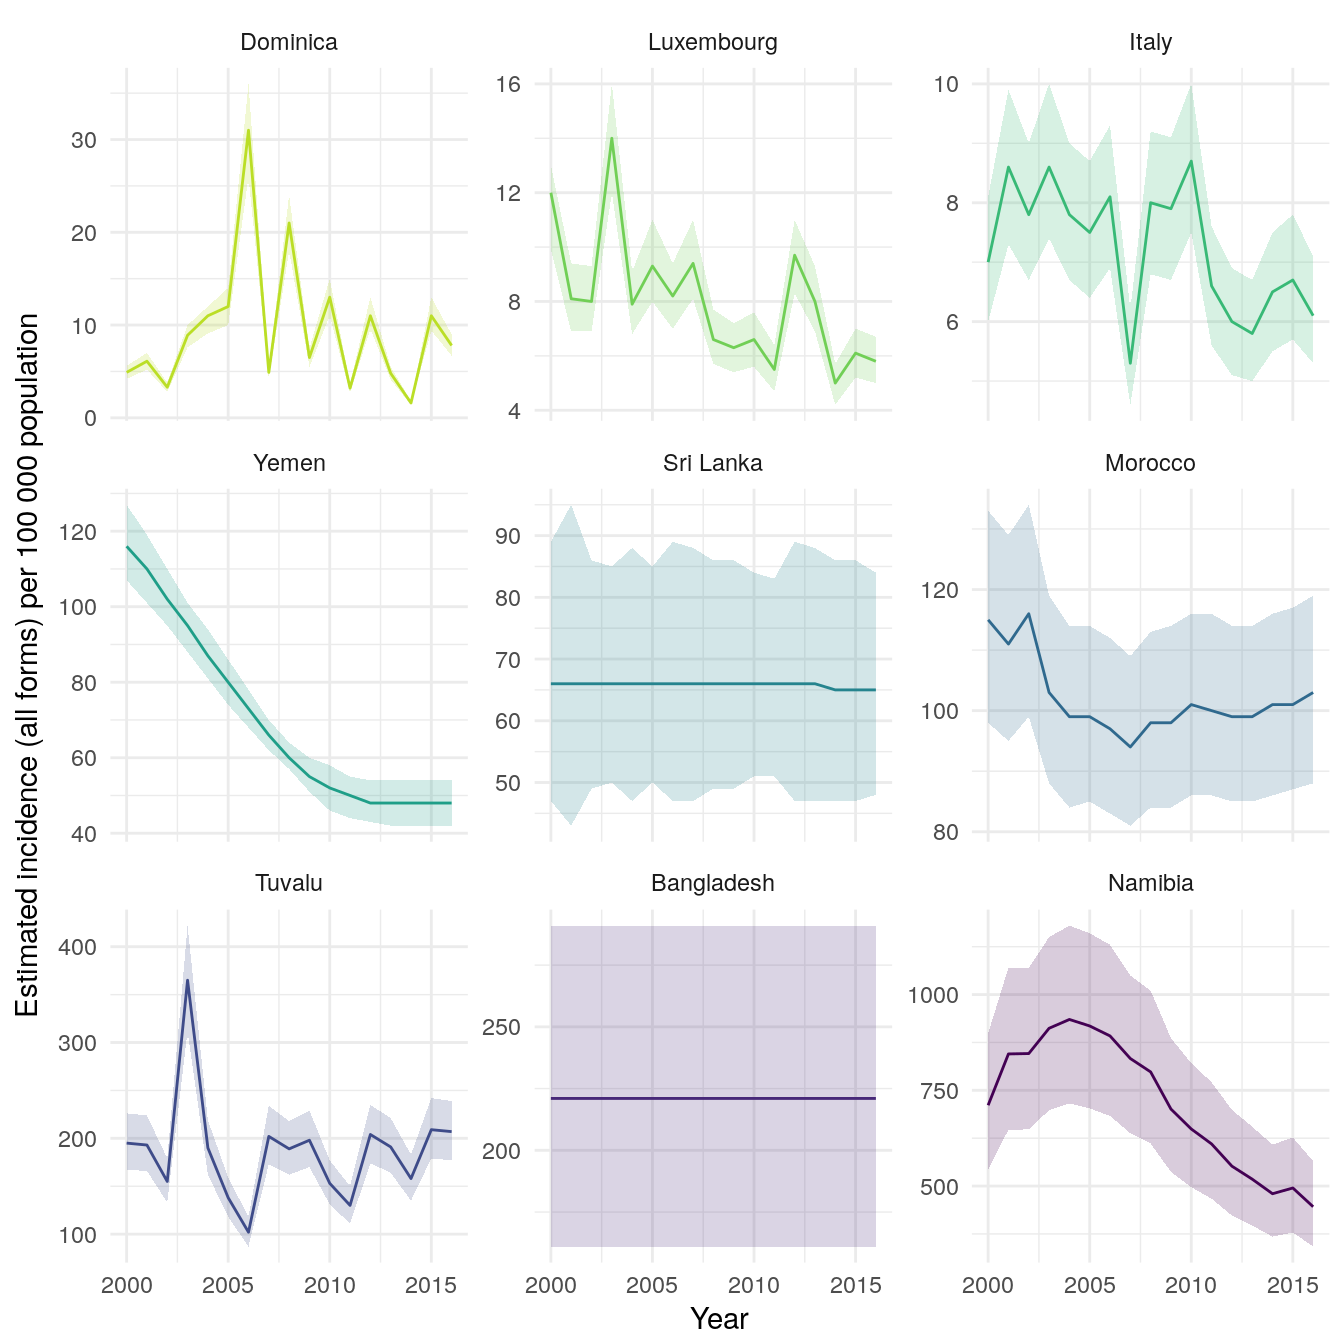 Dominica
Luxembourg
Italy
30
20
10
0
16
12
8
4
10
8
6
Yemen
Sri Lanka
Morocco
120
100
80
60
40
90
80
70
60
50
120
100
80
Tuvalu
Bangladesh
Namibia
400
300
200
100
250
200
1000
750
500
2000 2005 2010 2015
2000 2005 2010 2015
2000 2005 2010 2015
Year
Estimated incidence (all forms) per 100 000 population